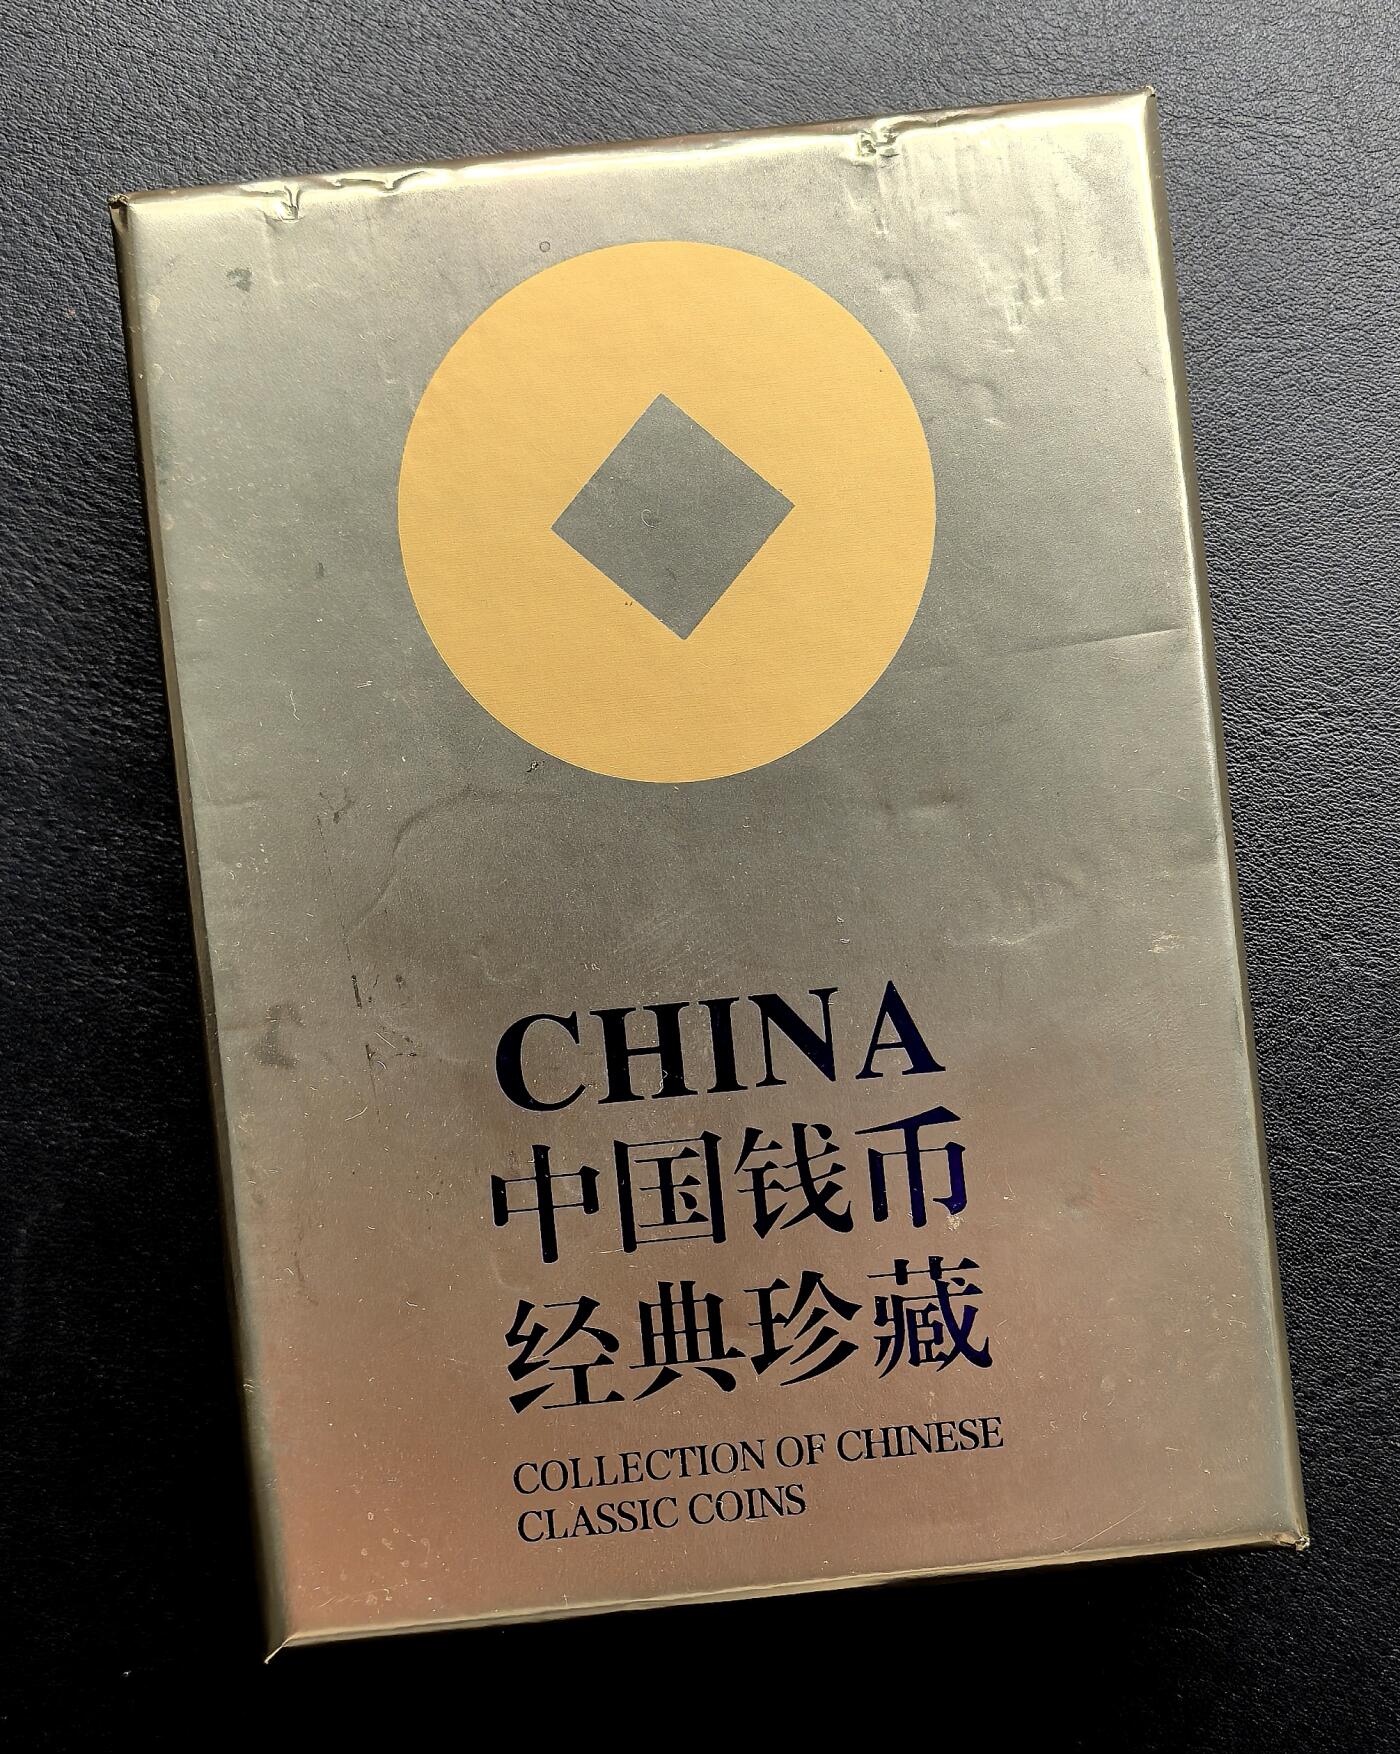 CHINA
中国钱币
经典珍藏
COLLECTION OF CHINESE
CLASSIC COINS